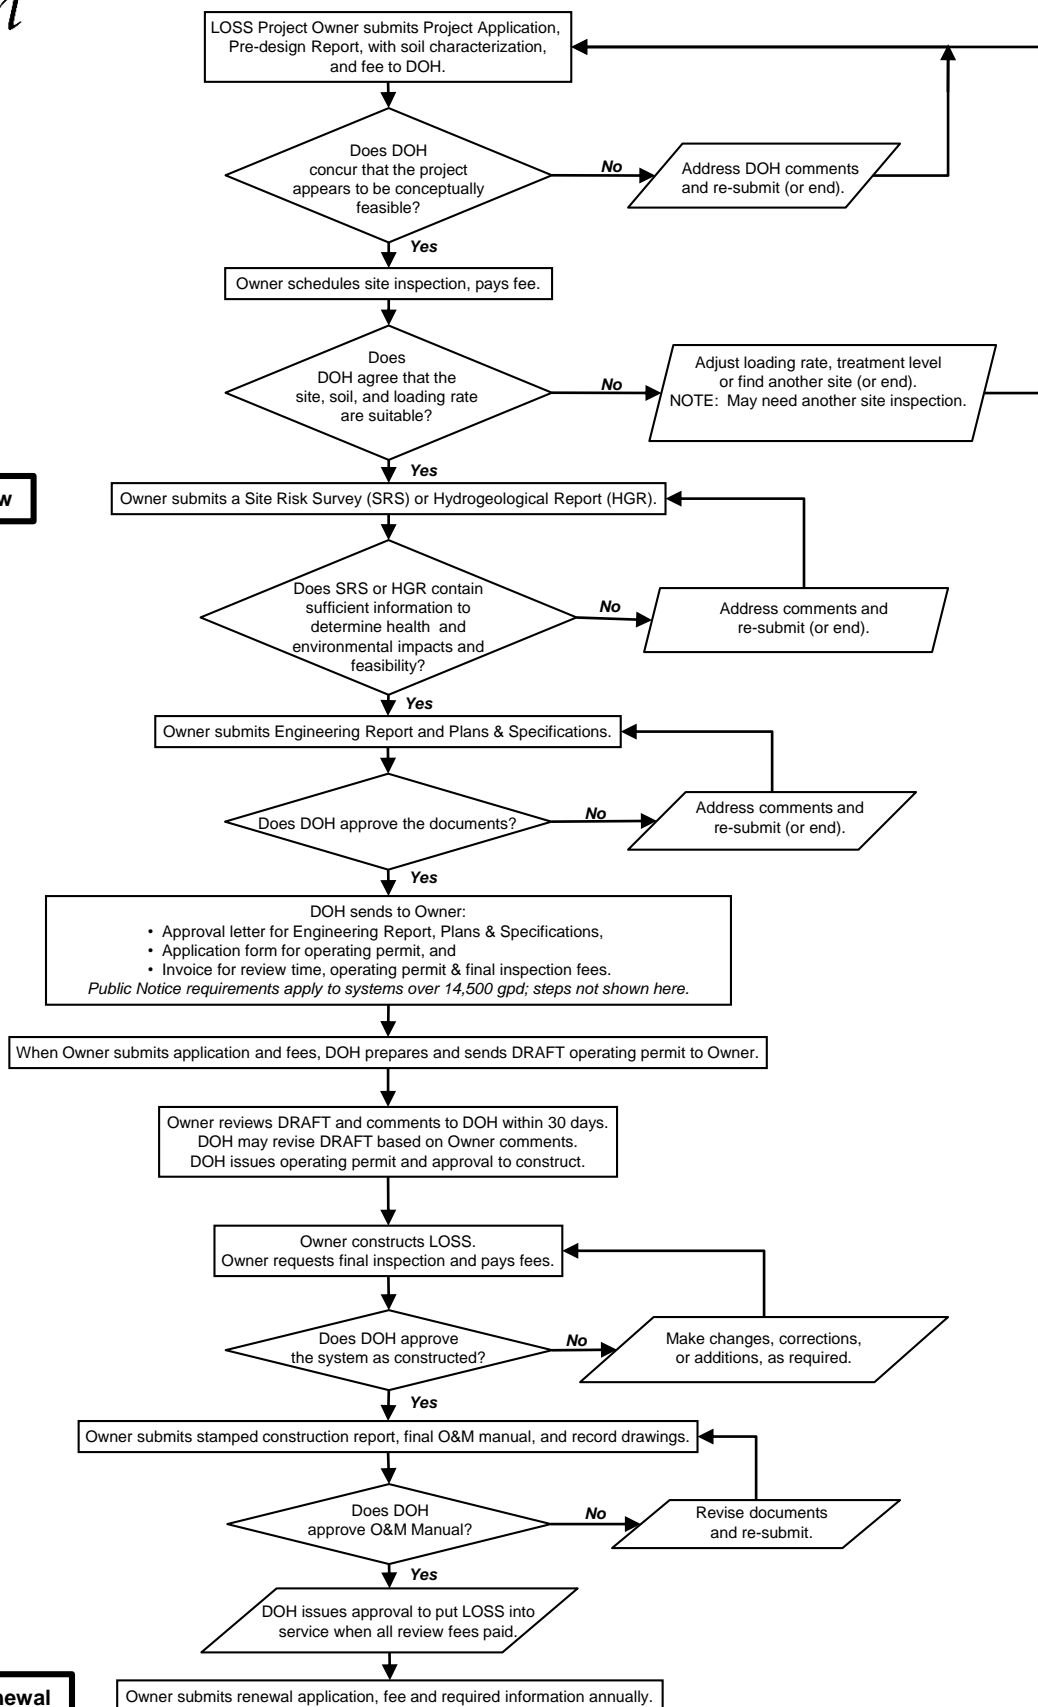 LOSS Project Owner submits Project Application,
Pre-design Report, with soil characterization,
and fee to DOH.
Does DOH
concur that the project
appears to be conceptually
feasible?
No
Address DOH comments
and re-submit (or end).
Yes
Owner schedules site inspection, pays fee.
Does
DOH agree that the
site, soil, and loading rate
are suitable?
No
Adjust loading rate, treatment level
or find another site (or end).
NOTE: May need another site inspection.
Yes
Owner submits a Site Risk Survey (SRS) or Hydrogeological Report (HGR).
Does SRS or HGR contain
sufficient information to
determine health and
environmental impacts and
feasibility?
No
Address comments and
re-submit (or end).
Yes
Owner submits Engineering Report and Plans & Specifications.
Does DOH approve the documents?
No
Address comments and
re-submit (or end).
Yes
DOH sends to Owner:
• Approval letter for Engineering Report, Plans & Specifications,
• Application form for operating permit, and
• Invoice for review time, operating permit & final inspection fees.
Public Notice requirements apply to systems over 14,500 gpd; steps not shown here.
When Owner submits application and fees, DOH prepares and sends DRAFT operating permit to Owner.
Owner reviews DRAFT and comments to DOH within 30 days.
DOH may revise DRAFT based on Owner comments.
DOH issues operating permit and approval to construct.
Owner constructs LOSS.
Owner requests final inspection and pays fees.
Does DOH approve
the system as constructed?
No
Make changes, corrections,
or additions, as required.
Yes
Owner submits stamped construction report, final O&M manual, and record drawings.
Does DOH
approve O&M Manual?
No
Revise documents
and re-submit.
Yes
DOH issues approval to put LOSS into
service when all review fees paid.
Owner submits renewal application, fee and required information annually.